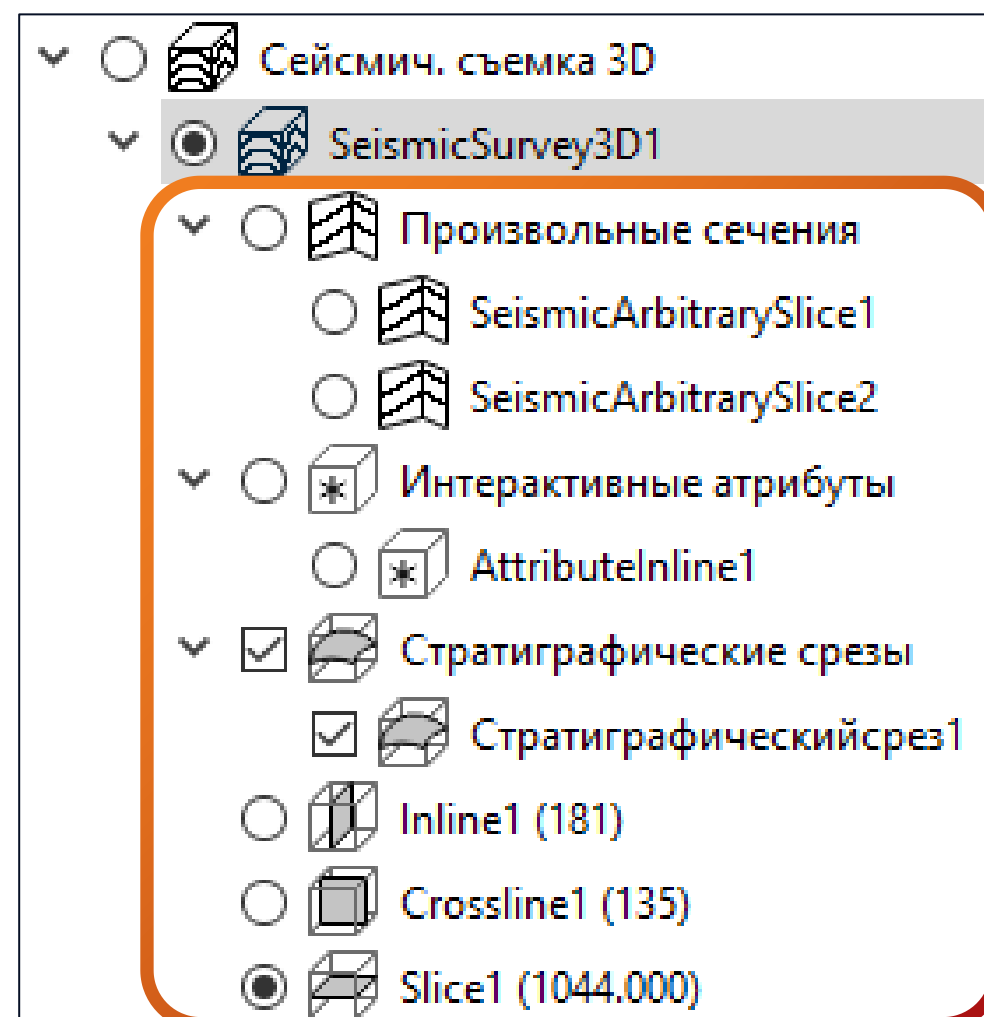 Сейсмич. съемка 3D
SeismicSurvey3D1
Произвольные сечения
SeismicArbitrarySlice1
SeismicArbitrarySlice2
Интерактивные атрибуты
AttributeInline1
Стратиграфические срезы
Стратиграфическийсрез1
Inline1 (181)
Crossline1 (135)
Slice1 (1044.000)